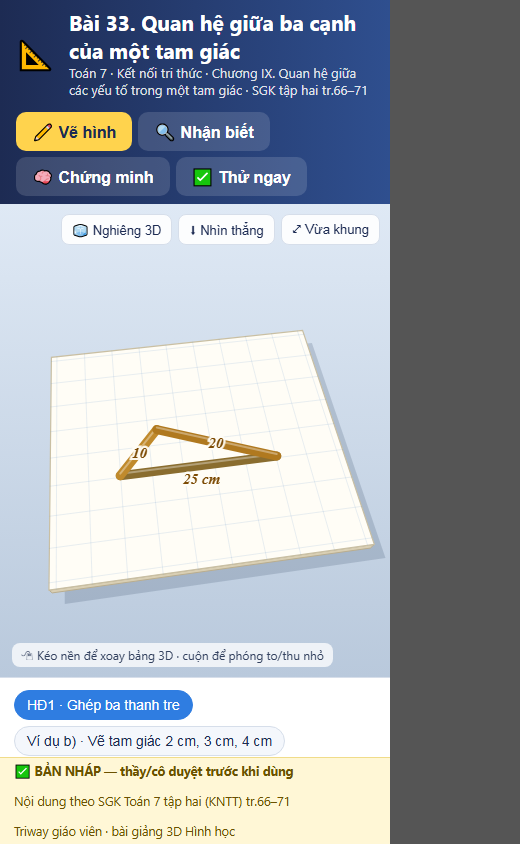 Bài 33. Quan hệ giữa ba cạnh
của một tam giác
Toán 7 · Kết nối tri thức · Chương IX. Quan hệ giữa
các yếu tố trong một tam giác · SGK tập hai tr.66–71
Vẽ hình
Nhận biết
Chứng minh
Thử ngay
Nghiêng 3D
Nhìn thẳng
Vừa khung
10
20
25 cm
Kéo nền để xoay bảng 3D · cuộn để phóng to/thu nhỏ
HĐ1 · Ghép ba thanh tre
Ví dụ b) · Vẽ tam giác 2 cm, 3 cm, 4 cm
BẢN NHÁP — thầy/cô duyệt trước khi dùng
Nội dung theo SGK Toán 7 tập hai (KNTT) tr.66–71
Triway giáo viên · bài giảng 3D Hình học